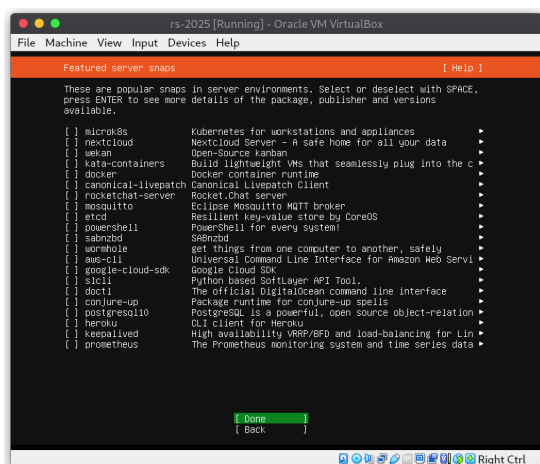 rs-2025 [Running] - Oracle VM VirtualBox
File Machine View Input Devices Help
Featured server snaps [ Help ]
These are popular snaps in server environments. Select or deselect with SPACE,
press ENTER to see more details of the package, publisher and versions
available.
[ ] microk8s Kubernetes for workstations and appliances ▸
[ ] nextcloud Nextcloud Server - A safe home for all your data ▸
[ ] wekan Open-Source kanban ▸
[ ] kata-containers Build lightweight VMs that seamlessly plug into the c ▸
[ ] docker Docker container runtime ▸
[ ] canonical-livepatch Canonical Livepatch Client ▸
[ ] rocketchat-server Rocket.Chat server ▸
[ ] mosquitto Eclipse Mosquitto MQTT broker ▸
[ ] etcd Resilient key-value store by CoreOS ▸
[ ] powershell PowerShell for every system! ▸
[ ] sabnzbd SABnzbd ▸
[ ] wormhole get things from one computer to another, safely ▸
[ ] aws-cli Universal Command Line Interface for Amazon Web Servi ▸
[ ] google-cloud-sdk Google Cloud SDK ▸
[ ] slcli Python based SoftLayer API Tool. ▸
[ ] doctl The official DigitalOcean command line interface ▸
[ ] conjure-up Package runtime for conjure-up spells ▸
[ ] postgresql10 PostgreSQL is a powerful, open source object-relation ▸
[ ] heroku CLI client for Heroku ▸
[ ] keepalived High availability VRRP/BFD and load-balancing for Lin ▸
[ ] prometheus The Prometheus monitoring system and time series data ▸
[ Done ]
[ Back ]
Right Ctrl